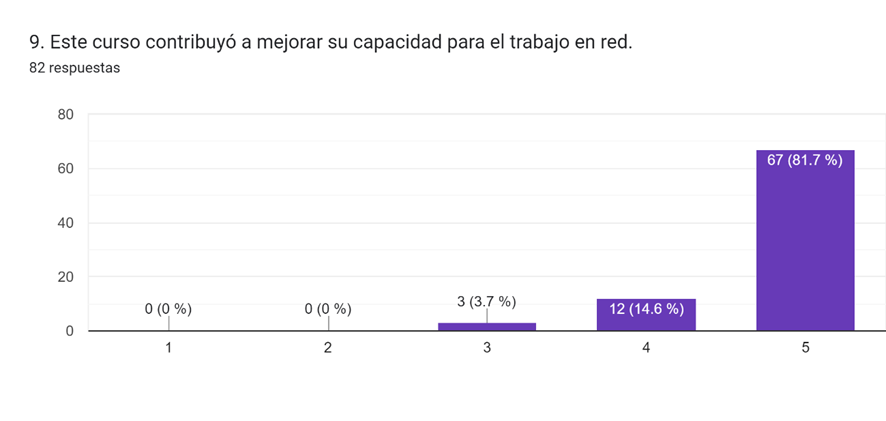 9. Este curso contribuyó a mejorar su capacidad para el trabajo en red.
82 respuestas
80
60
40
20
0
0 (0 %)
0 (0 %)
3 (3.7 %)
12 (14.6 %)
67 (81.7 %)
1
2
3
4
5